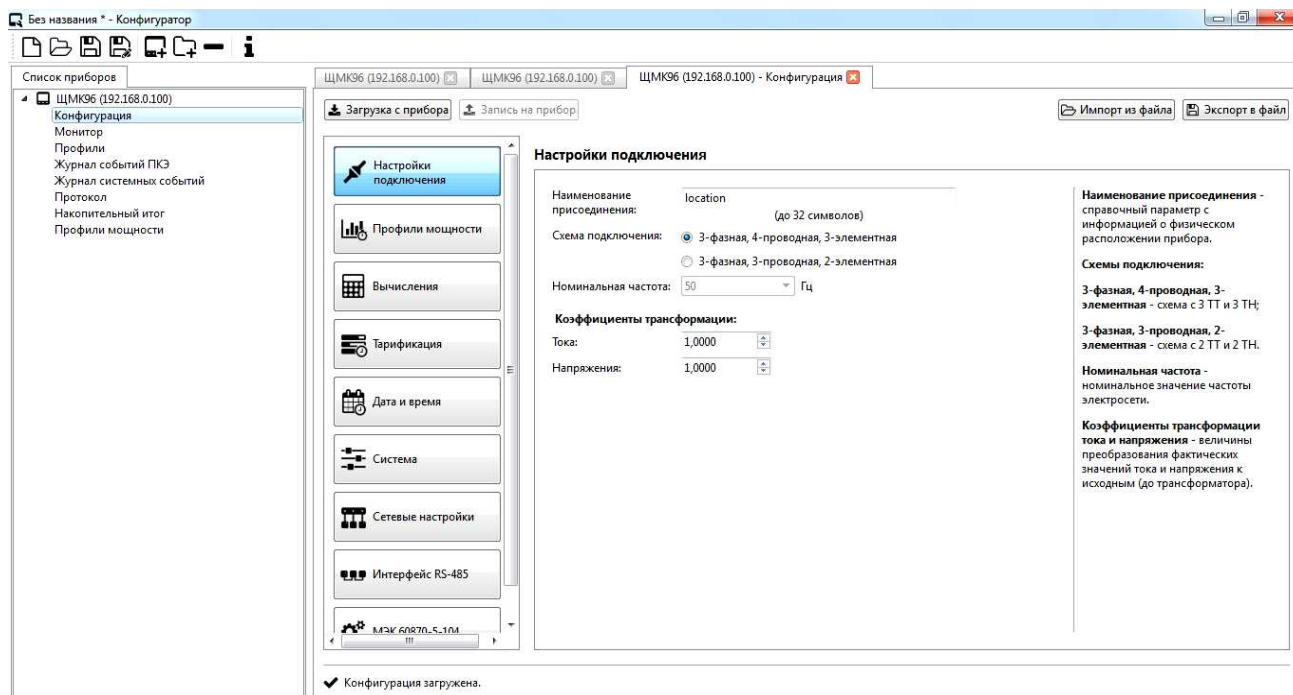 Без названия * - Конфигуратор
Список приборов
ЩМК96 (192.168.0.100)
Конфигурация
Монитор
Профили
Журнал событий ПКЭ
Журнал системных событий
Протокол
Накопительный итог
Профили мощности
ЩМК96 (192.168.0.100)
ЩМК96 (192.168.0.100)
ЩМК96 (192.168.0.100) - Конфигурация
Загрузка с прибора
Запись на прибор
Импорт из файла
Экспорт в файл
Настройки
подключения
Профили мощности
Вычисления
Тарификация
Дата и время
Система
Сетевые настройки
Интерфейс RS-485
МЭК 60870-5-104
Настройки подключения
Наименование
присоединения:
location
(до 32 символов)
Схема подключения:
3-фазная, 4-проводная, 3-элементная
3-фазная, 3-проводная, 2-элементная
Номинальная частота:
50
Гц
Коэффициенты трансформации:
Тока:
1,0000
Напряжения:
1,0000
Наименование присоединения -
справочный параметр с
информацией о физическом
расположении прибора.
Схемы подключения:
3-фазная, 4-проводная, 3-
элементная - схема с 3 ТТ и 3 ТН;
3-фазная, 3-проводная, 2-
элементная - схема с 2 ТТ и 2 ТН.
Номинальная частота -
номинальное значение частоты
электросети.
Коэффициенты трансформации
тока и напряжения - величины
преобразования фактических
значений тока и напряжения к
исходным (до трансформатора).
Конфигурация загружена.